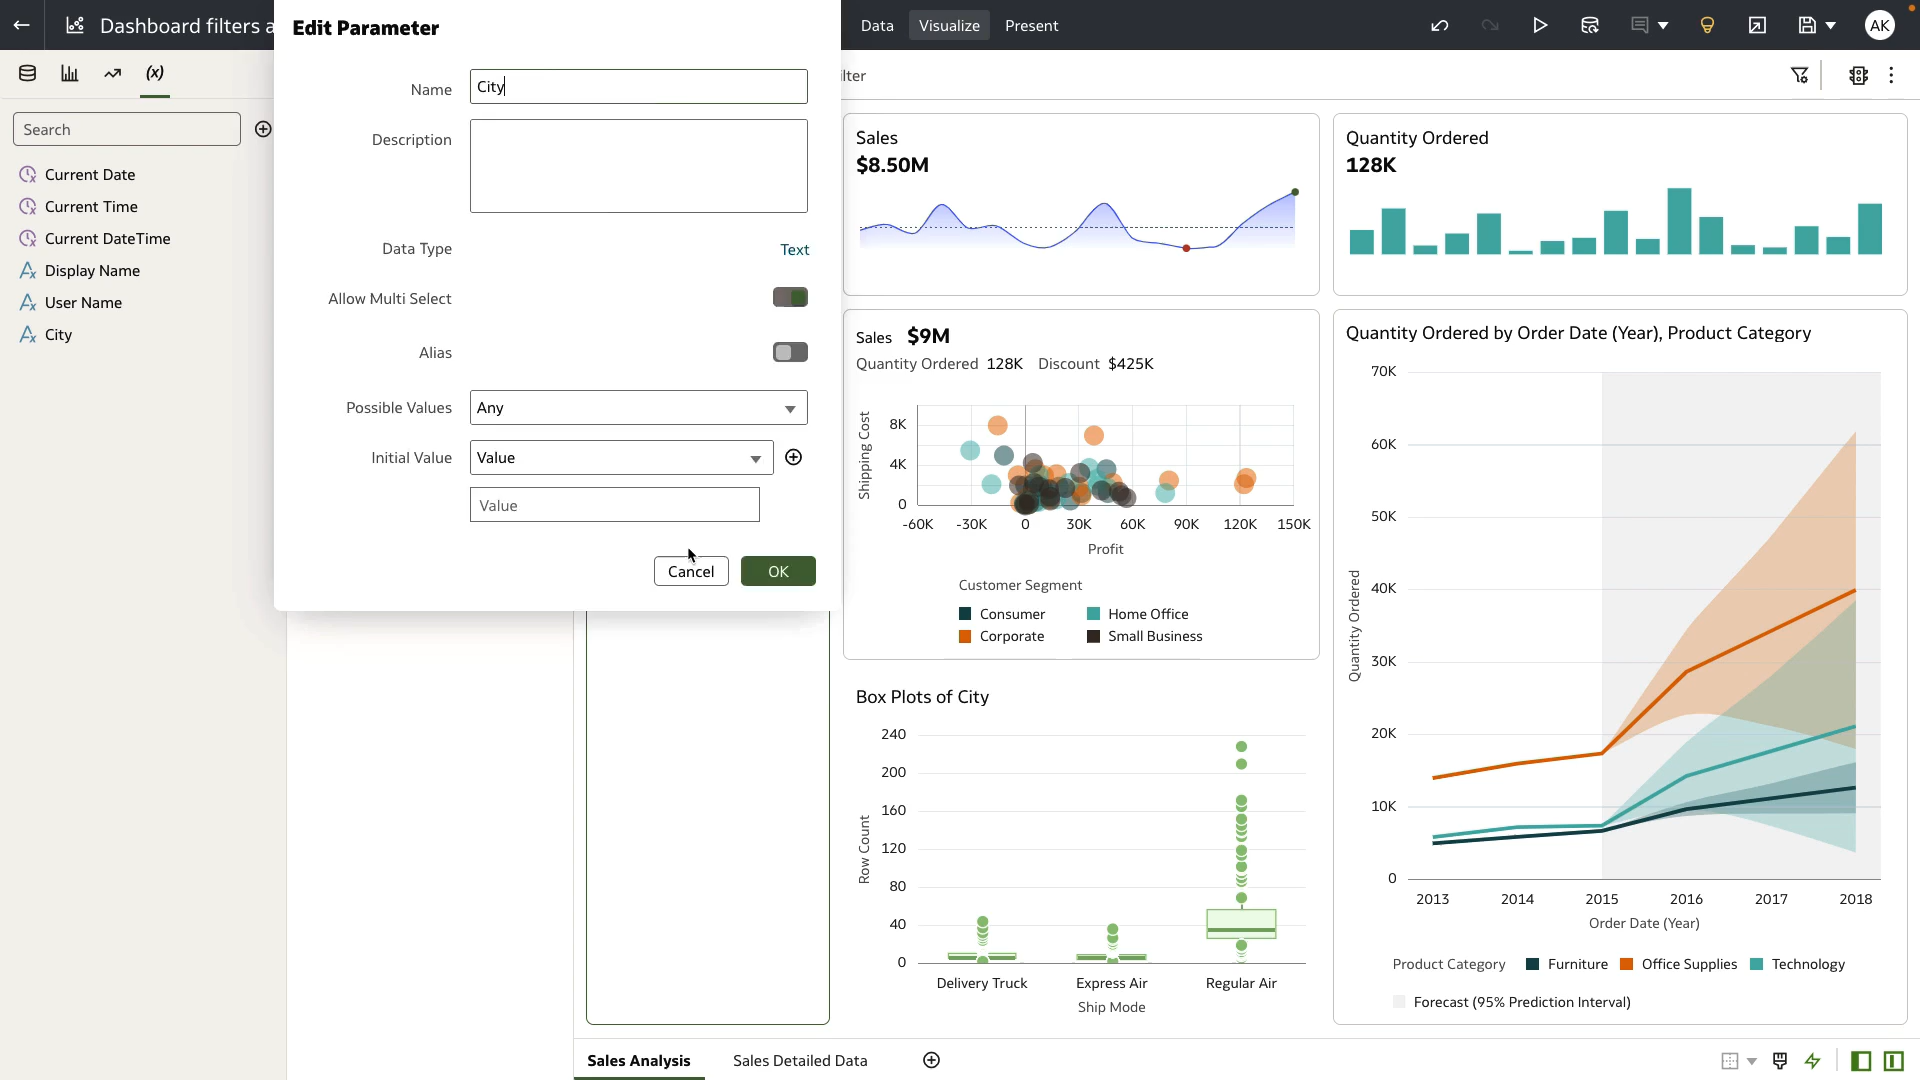 Dashboard filters a
Data
Visualize
Present
AK
Edit Parameter
Name
City
Description
Data Type
Text
Allow Multi Select
Alias
Possible Values
Any
Initial Value
Value
Value
Cancel
OK
Search
Current Date
Current Time
Current DateTime
Display Name
User Name
City
(x)
ilter
Sales
$8.50M
Quantity Ordered
128K
Sales $9M
Quantity Ordered 128K Discount $425K
Shipping Cost
8K
4K
0
-60K -30K 0 30K 60K 90K 120K 150K
Profit
Customer Segment
Consumer
Home Office
Corporate
Small Business
Box Plots of City
Row Count
240
200
160
120
80
40
0
Delivery Truck Express Air Regular Air
Ship Mode
Quantity Ordered by Order Date (Year), Product Category
Quantity Ordered
70K
60K
50K
40K
30K
20K
10K
0
2013 2014 2015 2016 2017 2018
Order Date (Year)
Product Category Furniture Office Supplies Technology
Forecast (95% Prediction Interval)
Sales Analysis
Sales Detailed Data